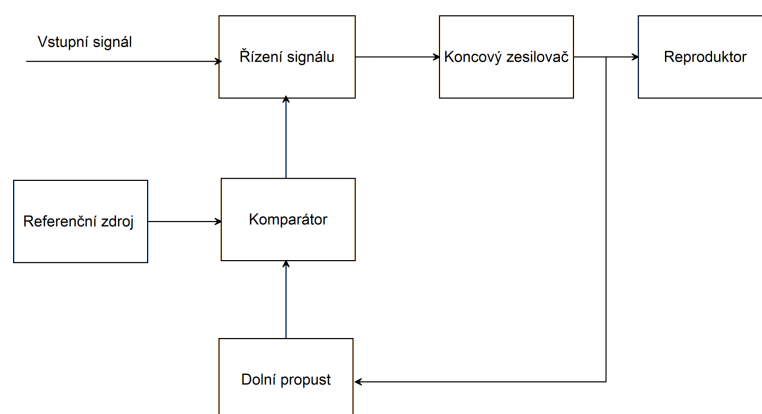 Vstupní signál
Řízení signálu
Koncový zesilovač
Reproduktor
Referenční zdroj
Komparátor
Dolní propust